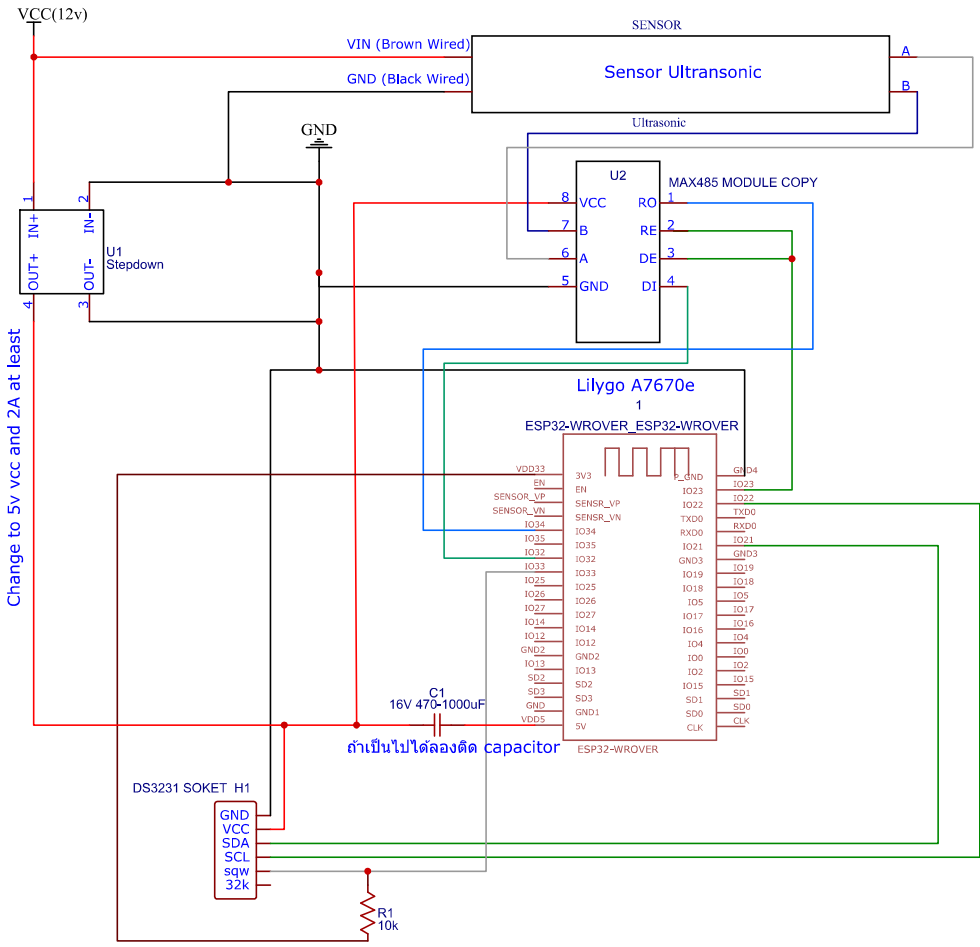 VCC(12v)
SENSOR
VIN (Brown Wired)
GND (Black Wired)
Sensor Ultransonic
A
B
Ultrasonic
GND
U2
MAX485 MODULE COPY
8
VCC
RO
1
7
B
RE
2
6
A
DE
3
5
GND
DI
4
1
2
IN+
IN-
U1
Stepdown
OUT+
OUT-
4
3
Change to 5v vcc and 2A at least
Lilygo A7670e
1
ESP32-WROVER_ESP32-WROVER
VDD33
3V3
P_GND
GND4
EN
EN
IO23
IO23
SENSOR_VP
SENSR_VP
IO22
IO22
SENSOR_VN
SENSR_VN
TXD0
TXD0
IO34
IO34
RXD0
RXD0
IO35
IO35
IO21
IO21
IO32
IO32
GND3
GND3
IO33
IO33
IO19
IO19
IO25
IO25
IO18
IO18
IO26
IO26
IO5
IO5
IO27
IO27
IO17
IO17
IO14
IO14
IO16
IO16
IO12
IO12
IO4
IO4
GND2
GND2
IO0
IO0
IO13
IO13
IO2
IO2
SD2
SD2
IO15
IO15
SD3
SD3
SD1
SD1
GND
GND1
SD0
SD0
VDD5
5V
CLK
CLK
ESP32-WROVER
C1
16V 470-1000uF
ถ้าเป็นไปได้ลองติด capacitor
DS3231 SOKET H1
GND
VCC
SDA
SCL
sqw
32k
R1
10k